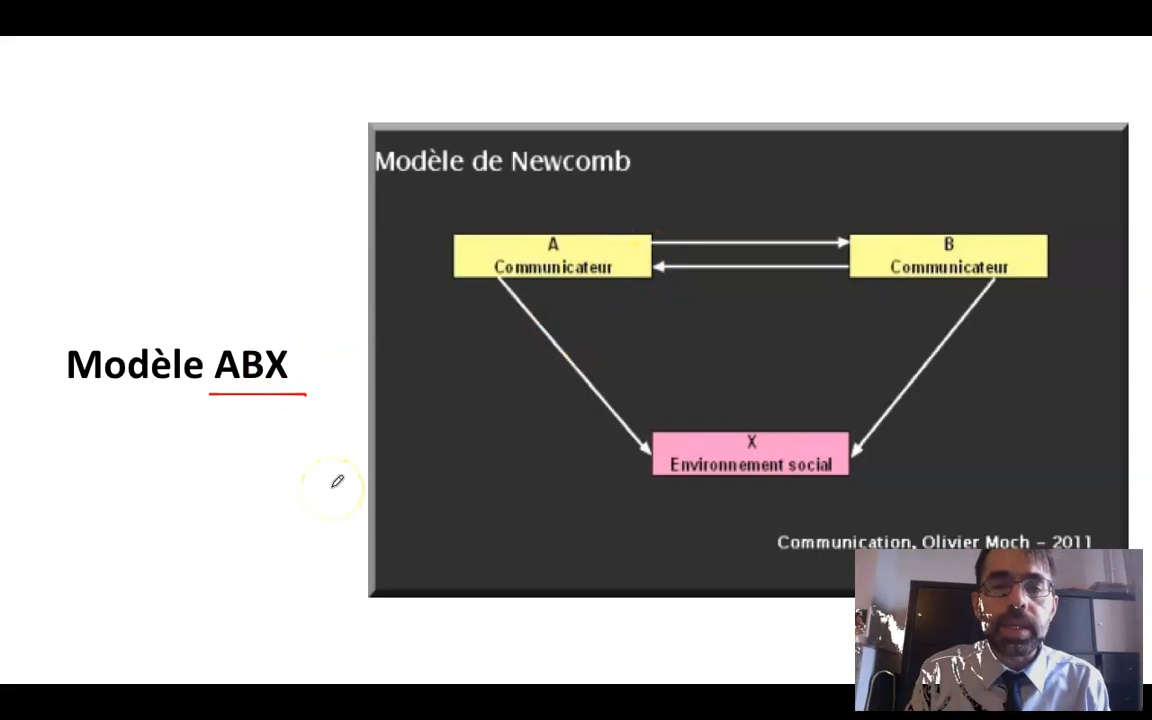 Modèle de Newcomb
A
Communicateur
B
Communicateur
Modèle ABX
X
Environnement social
Communication, Olivier Moch – 2011